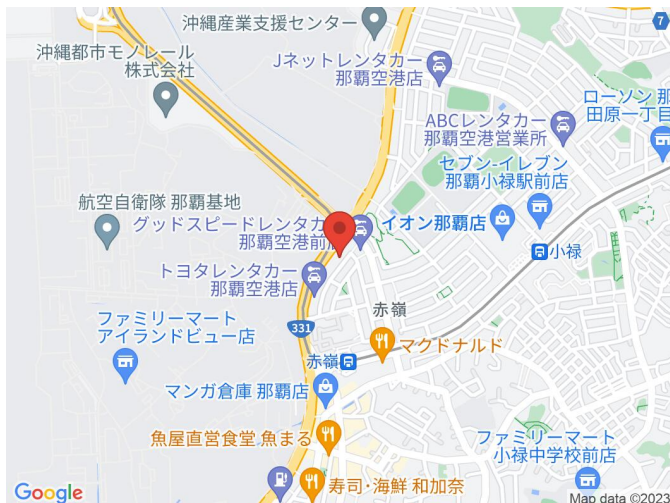 沖縄産業支援センター
7
沖縄都市モノレール
株式会社
Jネットレンタカー
那覇空港店
ローソン 那
田原一丁目
ABCレンタカー
那覇空港営業所
セブン-イレブン
那覇小禄駅前店
航空自衛隊 那覇基地
グッドスピードレンタカ
那覇空港前店
イオン那覇店
小禄
トヨタレンタカー
那覇空港店
赤嶺
ファミリーマート
アイランドビュー店
331
マクドナルド
赤嶺
マンガ倉庫 那覇店
魚屋直営食堂 魚まる
ファミリーマート
小禄中学校前店
寿司・海鮮 和加奈
Google
Map data ©2023